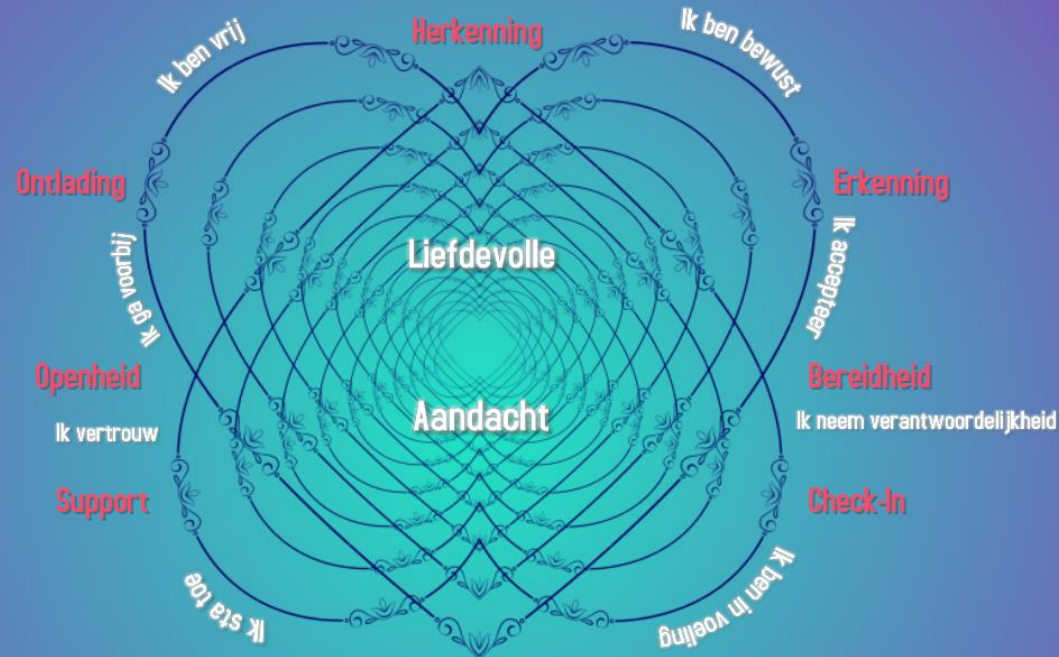 Herkenning
Ik ben bewust
Erkenning
Ik accepteer
Bereidheid
Ik neem verantwoordelijkheid
Check-In
Ik ben in voeling
Ik sta toe
Support
Ik vertrouw
Openheid
Ik ga voorbij
Ontlading
Ik ben vrij
Liefdevolle
Aandacht